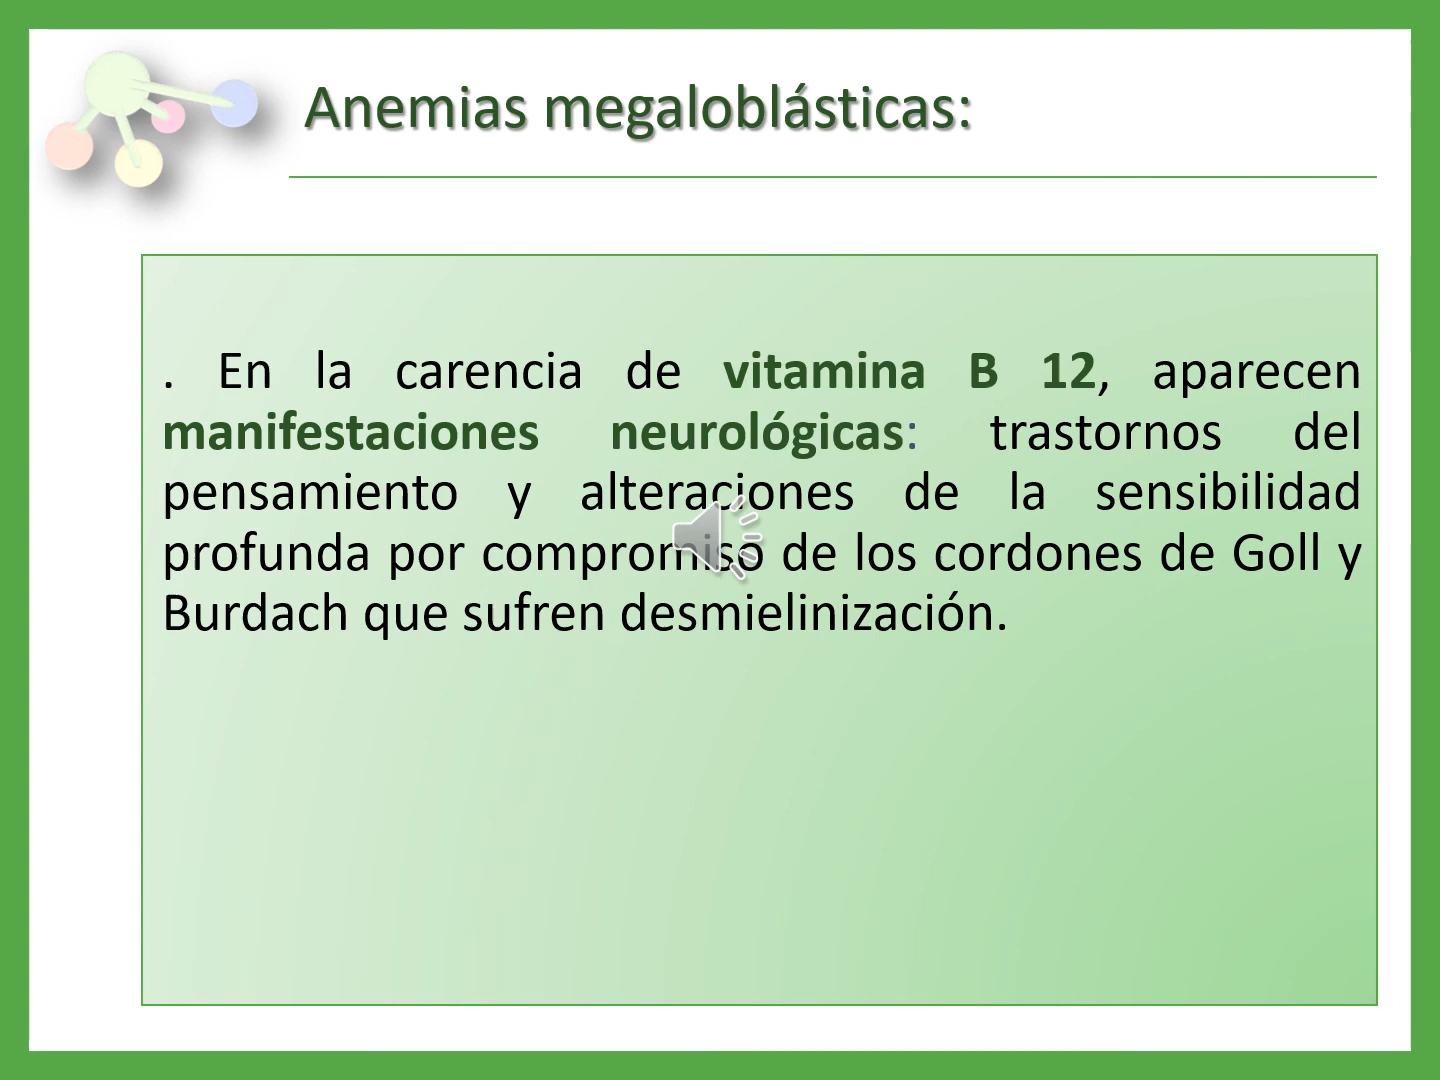 Anemias megaloblásticas:
. En la carencia de vitamina B 12, aparecen
manifestaciones neurológicas: trastornos del
pensamiento y alteraciones de la sensibilidad
profunda por compromiso de los cordones de Goll y
Burdach que sufren desmielinización.